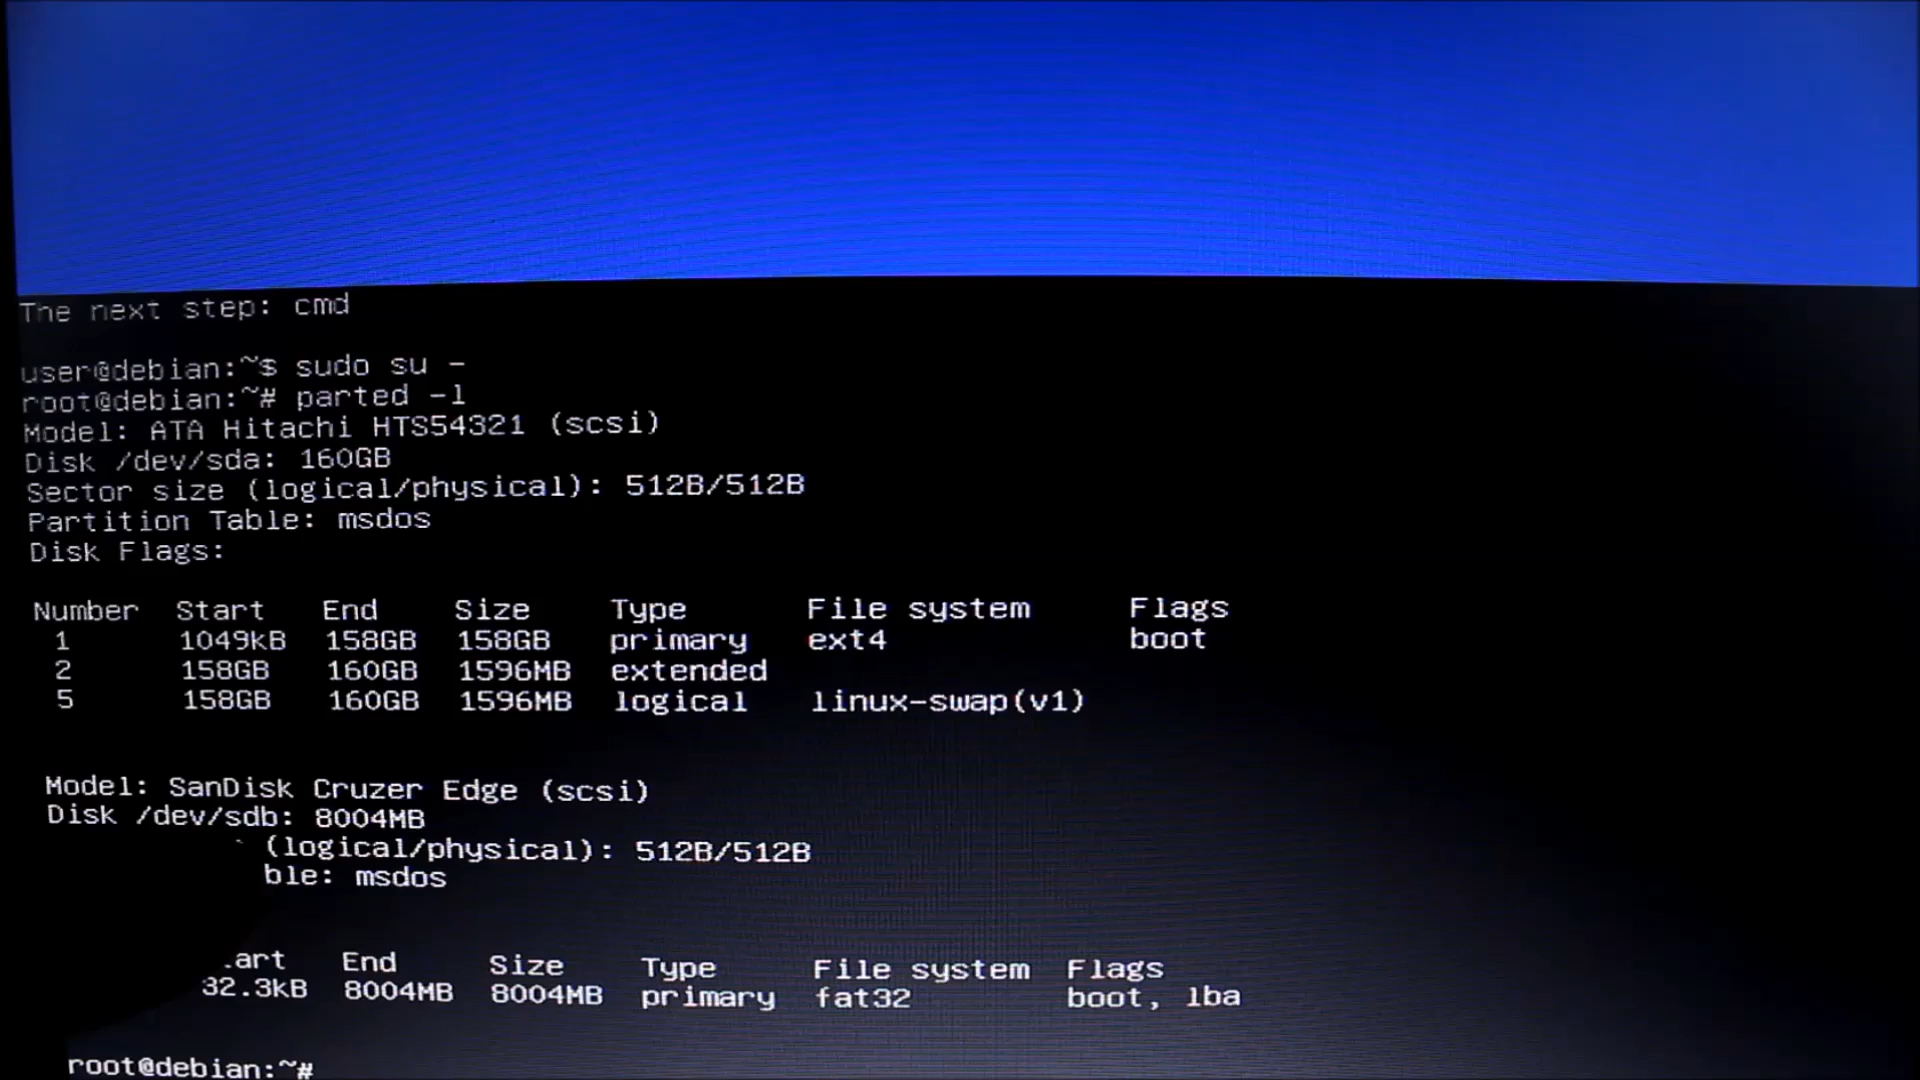 The next step: cmd
user@debian:~$ sudo su -
root@debian:~# parted -l
Model: ATA Hitachi HTS54321 (scsi)
Disk /dev/sda: 160GB
Sector size (logical/physical): 512B/512B
Partition Table: msdos
Disk Flags:
Number Start End Size Type File system Flags
1 1049kB 158GB 158GB primary ext4 boot
2 158GB 160GB 1596MB extended
5 158GB 160GB 1596MB logical linux-swap(v1)
Model: SanDisk Cruzer Edge (scsi)
Disk /dev/sdb: 8004MB
(logical/physical): 512B/512B
ble: msdos
art End Size Type File system Flags
32.3kB 8004MB 8004MB primary fat32 boot, lba
root@debian:~#